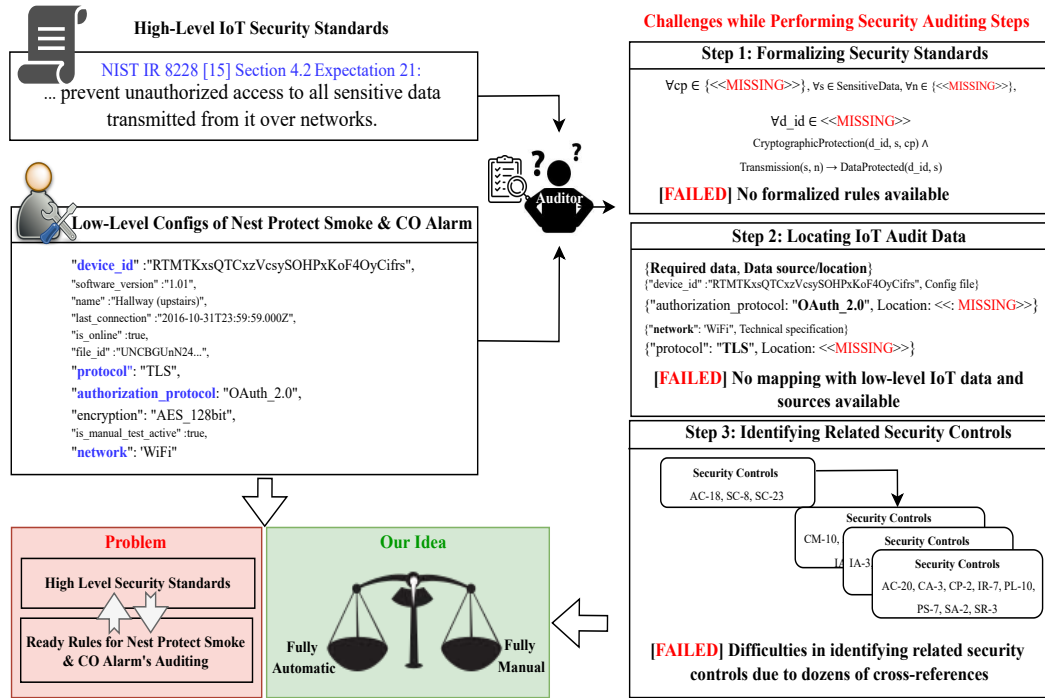 High-Level IoT Security Standards
NIST IR 8228 [15] Section 4.2 Expectation 21:
... prevent unauthorized access to all sensitive data
transmitted from it over networks.
Low-Level Configs of Nest Protect Smoke & CO Alarm
"device_id" :"RTMTKxsQTCxzVcsySOHPxKoF4OyCifrs",
"software_version" :"1.01",
"name" :"Hallway (upstairs)",
"last_connection" :"2016-10-31T23:59:59.000Z",
"is_online" :true,
"file_id" :"UNCBGUnN24...",
"protocol": "TLS",
"authorization_protocol: "OAuth_2.0",
"encryption": "AES_128bit",
"is_manual_test_active" :true,
"network": 'WiFi"
? ?
Auditor
Challenges while Performing Security Auditing Steps
Step 1: Formalizing Security Standards
∀cp ∈ {<<MISSING>>}, ∀s ∈ SensitiveData, ∀n ∈ {<<MISSING>>},
∀d_id ∈ <<MISSING>>
CryptographicProtection(d_id, s, cp) ∧
Transmission(s, n) → DataProtected(d_id, s)
[FAILED] No formalized rules available
Step 2: Locating IoT Audit Data
{Required data, Data source/location}
{"device_id" :"RTMTKxsQTCxzVcsySOHPxKoF4OyCifrs", Config file}
{"authorization_protocol: "OAuth_2.0", Location: <<: MISSING>>}
{"network": 'WiFi", Technical specification}
{"protocol": "TLS", Location: <<MISSING>>}
[FAILED] No mapping with low-level IoT data and
sources available
Step 3: Identifying Related Security Controls
Security Controls
AC-18, SC-8, SC-23
Security Controls
CM-10,
Security Controls
IA-3,
Security Controls
AC-20, CA-3, CP-2, IR-7, PL-10,
PS-7, SA-2, SR-3
[FAILED] Difficulties in identifying related security
controls due to dozens of cross-references
Problem
High Level Security Standards
Ready Rules for Nest Protect Smoke
& CO Alarm's Auditing
Our Idea
Fully
Automatic
Fully
Manual